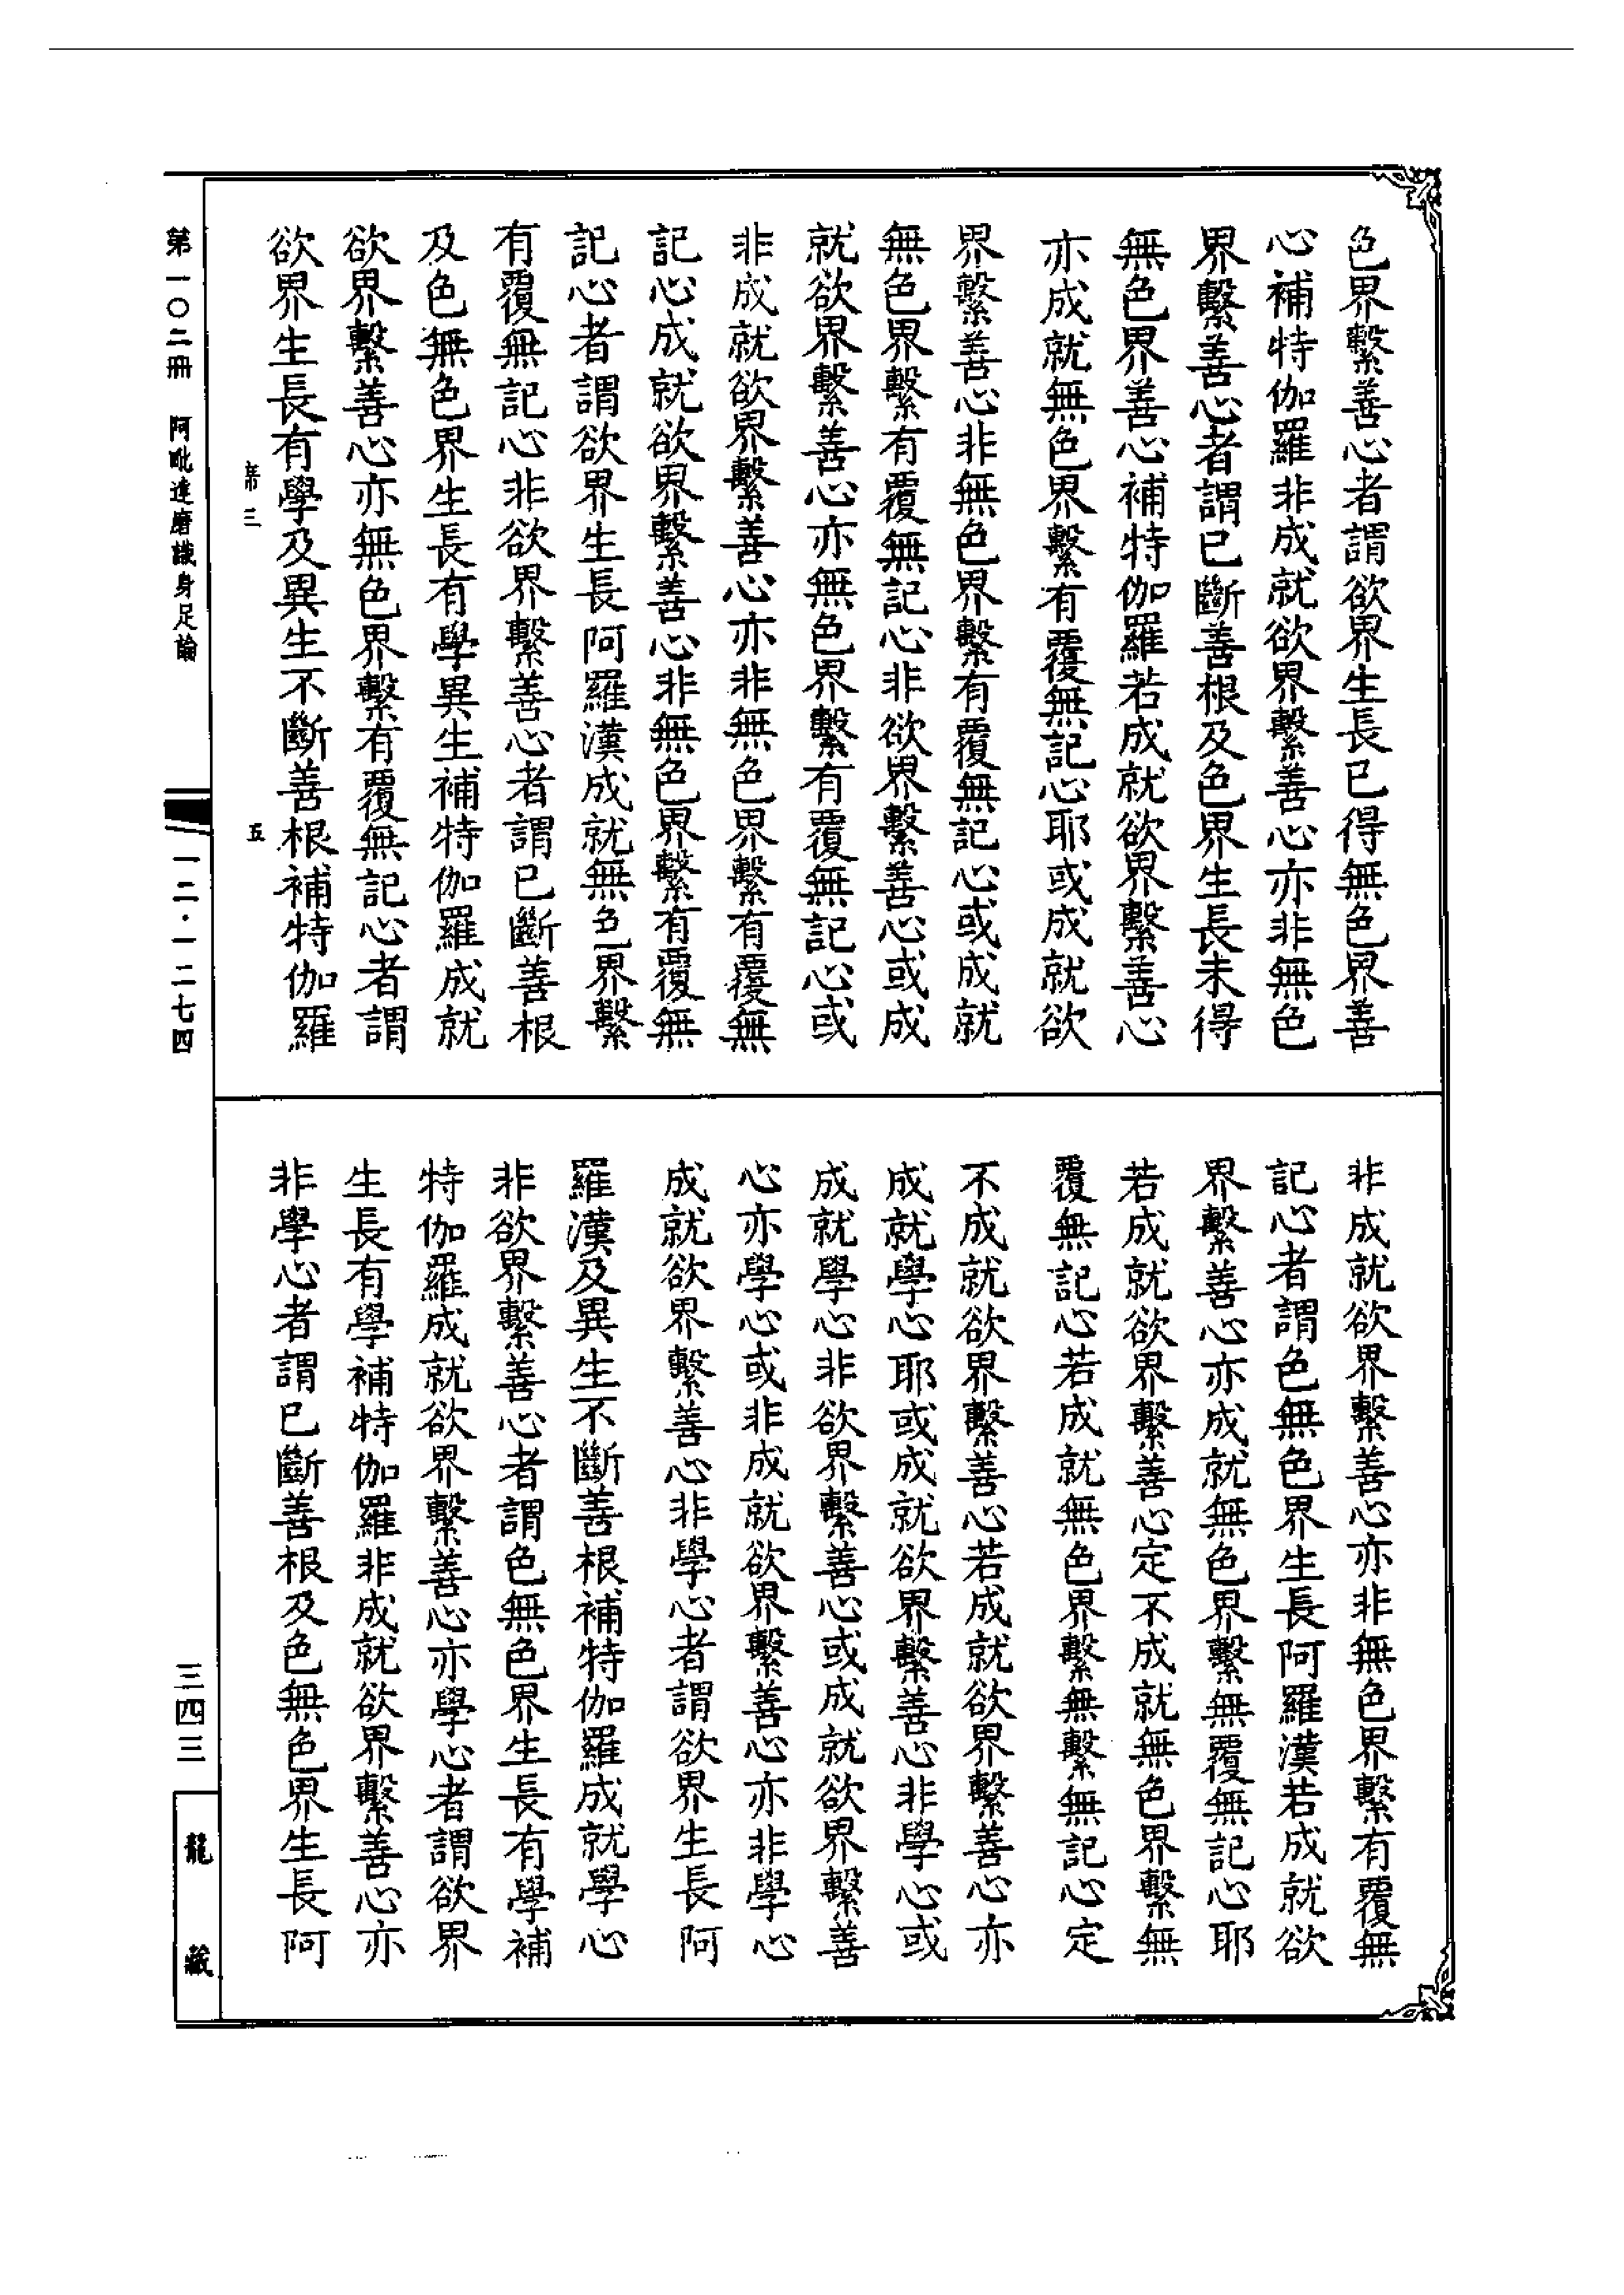 色界繫善心者謂欲界生長已得無色界善
心補特伽羅非成就欲界繫善心亦非無色
界繫善心者謂已斷善根及色界生長未得
無色界善心補特伽羅若成就欲界繫善心
亦成就無色界繫有覆無記心耶或成就欲
界繫善心非無色界繫有覆無記心或成就
無色界繫有覆無記心非欲界繫善心或成
就欲界繫善心亦無色界繫有覆無記心或
非成就欲界繫善心亦非無色界繫有覆無
記心成就欲界繫善心非無色界繫有覆無
記心者謂欲界生長阿羅漢成就無色界繫
有覆無記心非欲界繫善心者謂已斷善根
及色無色界生長有學異生補特伽羅成就
欲界繫善心亦無色界繫有覆無記心者謂
欲界生長有學及異生不斷善根補特伽羅
非成就欲界繫善心亦非無色界繫有覆無
記心者謂色無色界生長阿羅漢若成就欲
界繫善心亦成就無色界繫無覆無記心耶
若成就欲界繫善心定不成就無色界繫無
覆無記心若成就無色界繫無繫無記心定
不成就欲界繫善心若成就欲界繫善心亦
成就學心耶或成就欲界繫善心非學心或
成就學心非欲界繫善心或成就欲界繫善
心亦學心或非成就欲界繫善心亦非學心
成就欲界繫善心非學心者謂欲界生長阿
羅漢及異生不斷善根補特伽羅成就學心
非欲界繫善心者謂色無色界生長有學補
特伽羅成就欲界繫善心亦學心者謂欲界
生長有學補特伽羅非成就欲界繫善心亦
非學心者謂已斷善根及色無色界生長阿
席三 五
第一〇二冊 阿毗達磨識身足論
一二·一二七四
三四三
龍藏